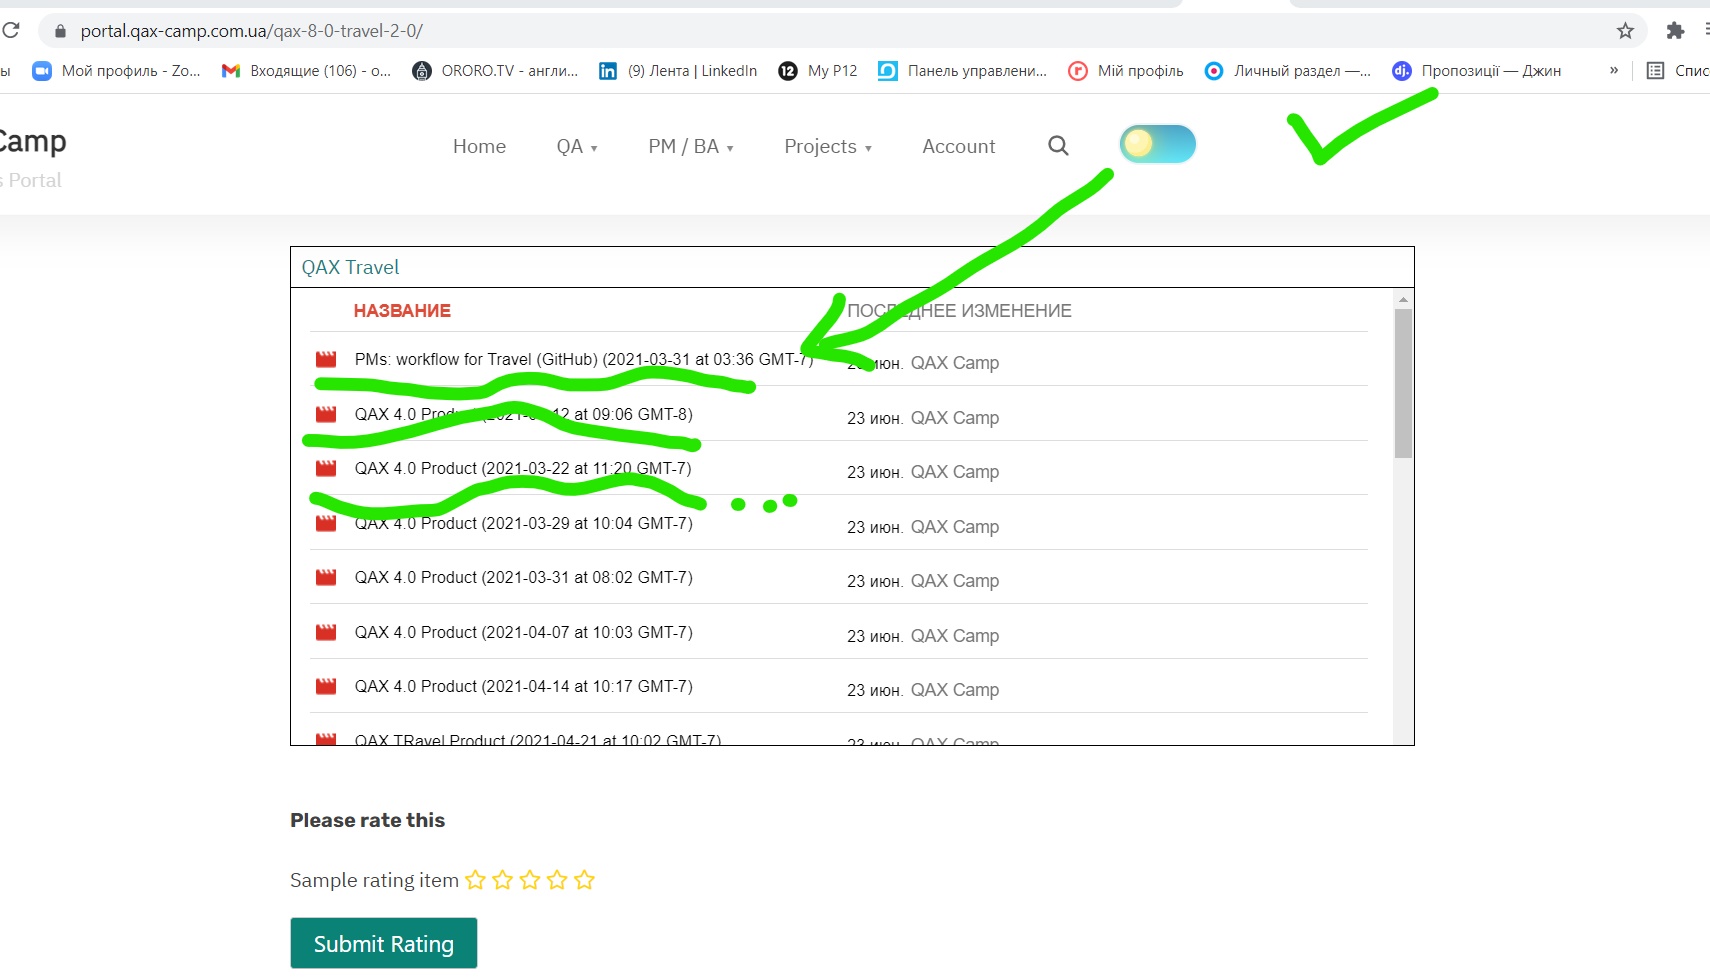 portal.qax-camp.com.ua/qax-8-0-travel-2-0/
ы Мой профиль - Zo... Входящие (106) - о... ORORO.TV - англи... (9) Лента | LinkedIn My P12 Панель управлени... Мій профіль Личный раздел —... Пропозиції — Джин » Спис
Camp
s Portal
Home QA PM / BA Projects Account
QAX Travel
НАЗВАНИЕ ПОСЛЕДНЕЕ ИЗМЕНЕНИЕ
PMs: workflow for Travel (GitHub) (2021-03-31 at 03:36 GMT-7) июн. QAX Camp
QAX 4.0 at 09:06 GMT-8) 23 июн. QAX Camp
QAX 4.0 Product (2021-03-22 at 11:20 GMT-7) 23 июн. QAX Camp
QAX 4.0 Product (2021-03-29 at 10:04 GMT-7) 23 июн. QAX Camp
QAX 4.0 Product (2021-03-31 at 08:02 GMT-7) 23 июн. QAX Camp
QAX 4.0 Product (2021-04-07 at 10:03 GMT-7) 23 июн. QAX Camp
QAX 4.0 Product (2021-04-14 at 10:17 GMT-7) 23 июн. QAX Camp
QAX TRavel Product (2021-04-21 at 10:02 GMT-7) 23 июн. QAX Camp
Please rate this
Sample rating item
Submit Rating